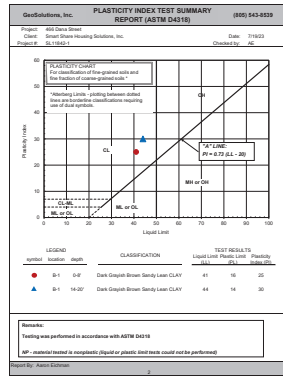 GeoSolutions, Inc.
PLASTICITY INDEX TEST SUMMARY
REPORT (ASTM D4318)
(805) 543-8539
Project: 466 Dana Street
Client: Smart Share Housing Solutions, Inc.
Date: 7/19/23
Project #: SL11842-1
Checked by: AE
60
50
40
30
20
10
0
Plasticity Index
PLASTICITY CHART
For classification of fine-grained soils and
fine fraction of coarse-grained soils *
*Atterberg Limits - plotting between dotted
lines are borderline classifications requiring
use of dual symbols.
CH
CL
"A" LINE:
PI = 0.73 (LL - 20)
MH or OH
CL-ML
ML or OL
ML or OL
0 10 20 30 40 50 60 70 80 90 100
Liquid Limit
LEGEND
symbol location depth
CLASSIFICATION
TEST RESULTS
Liquid Limit (LL) Plastic Limit (PL) Plasticity Index (PI)
B-1 0-8' Dark Grayish Brown Sandy Lean CLAY 41 16 25
B-1 14-20' Dark Grayish Brown Sandy Lean CLAY 44 14 30
Remarks:
Testing was performed in accordance with ASTM D4318
NP - material tested is nonplastic (liquid or plastic limit tests could not be performed)
Report By: Aaron Eichman
2